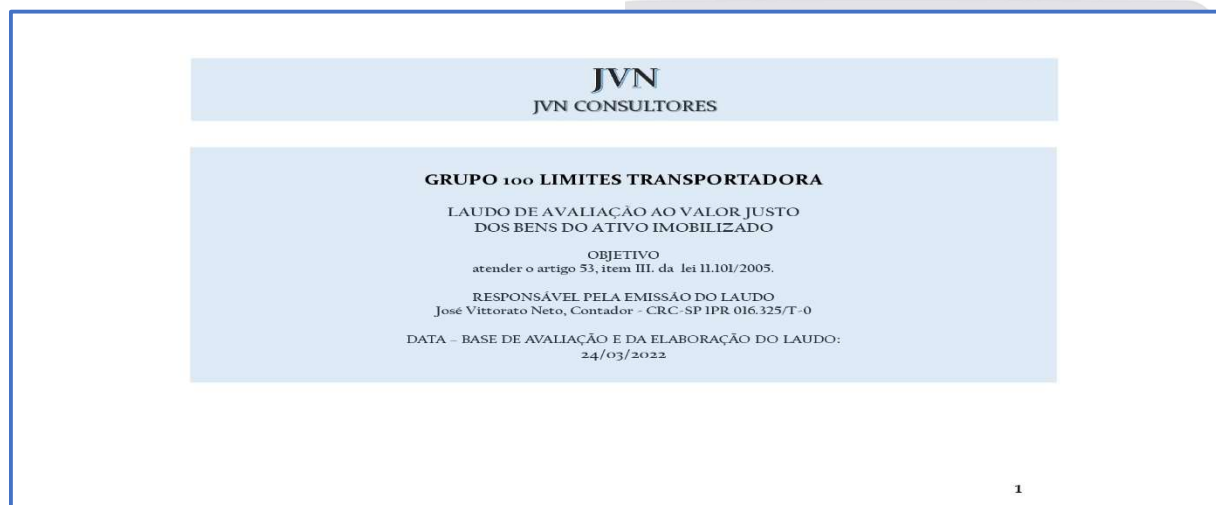 JVN
JVN CONSULTORES
GRUPO 100 LIMITES TRANSPORTADORA
LAUDO DE AVALIAÇÃO AO VALOR JUSTO
DOS BENS DO ATIVO IMOBILIZADO
OBJETIVO
atender o artigo 53, item III. da lei 11.101/2005.
RESPONSÁVEL PELA EMISSÃO DO LAUDO
José Vittorato Neto, Contador - CRC-SP 1PR 016.325/T-0
DATA – BASE DE AVALIAÇÃO E DA ELABORAÇÃO DO LAUDO:
24/03/2022
1